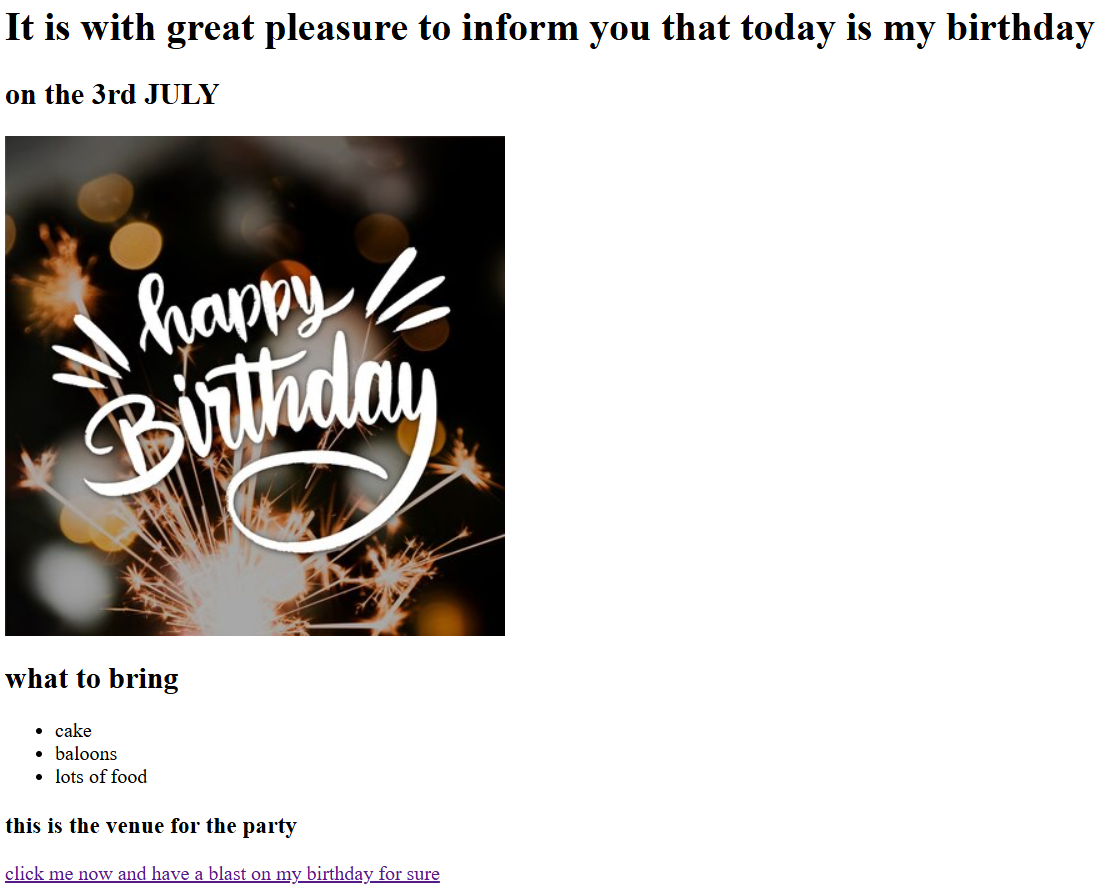 It is with great pleasure to inform you that today is my birthday
on the 3rd JULY
happy
Birthday
what to bring
cake
baloons
lots of food
this is the venue for the party
click me now and have a blast on my birthday for sure